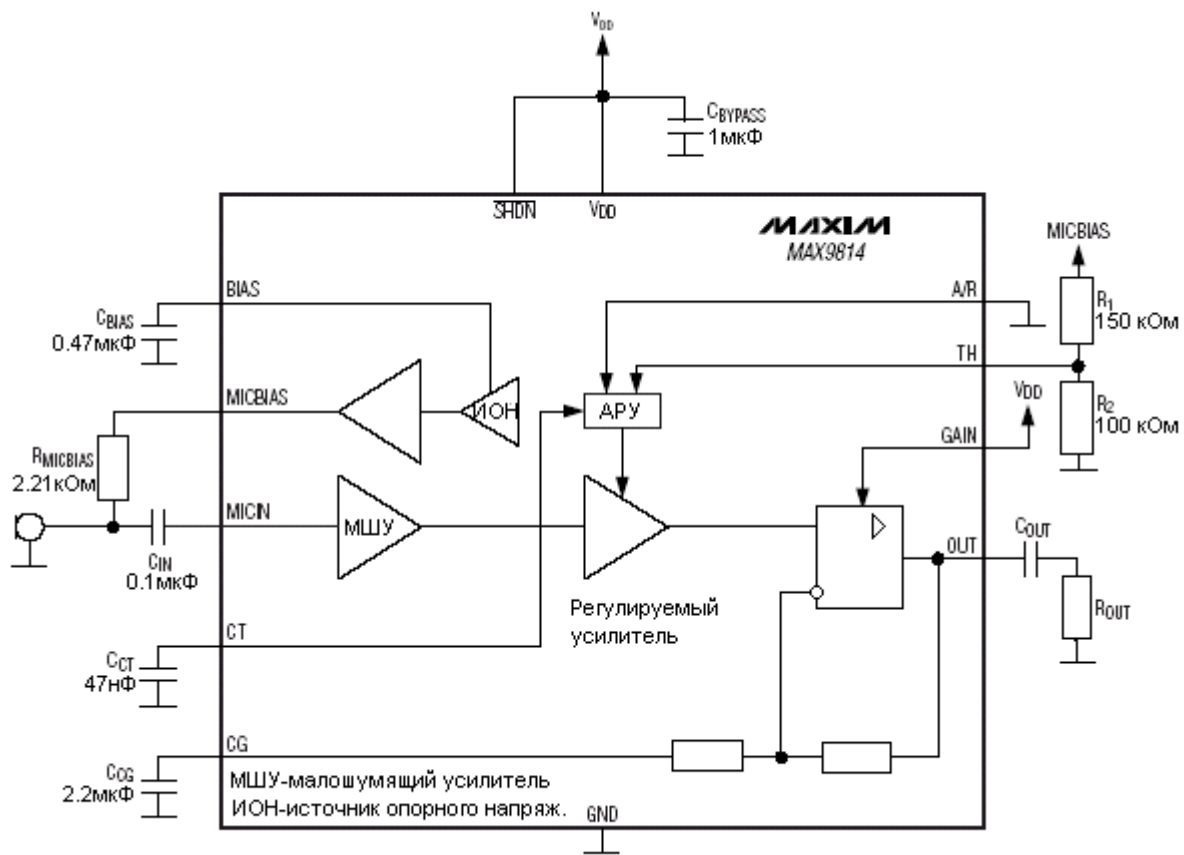 VDD
CBYPASS
1мкФ
SHDN
VDD
MAXIM
MAX9814
MICBIAS
BIAS
A/R
R1
150 кОм
CBIAS
0.47мкФ
TH
MICBIAS
ИОН
АРУ
VDD
R2
100 кОм
GAIN
RMICBIAS
2.21кОм
MICIN
МШУ
CIN
0.1мкФ
OUT
COUT
ROUT
Регулируемый
усилитель
CT
CCT
47нФ
CG
CCG
2.2мкФ
МШУ-малошумящий усилитель
ИОН-источник опорного напряж.
GND